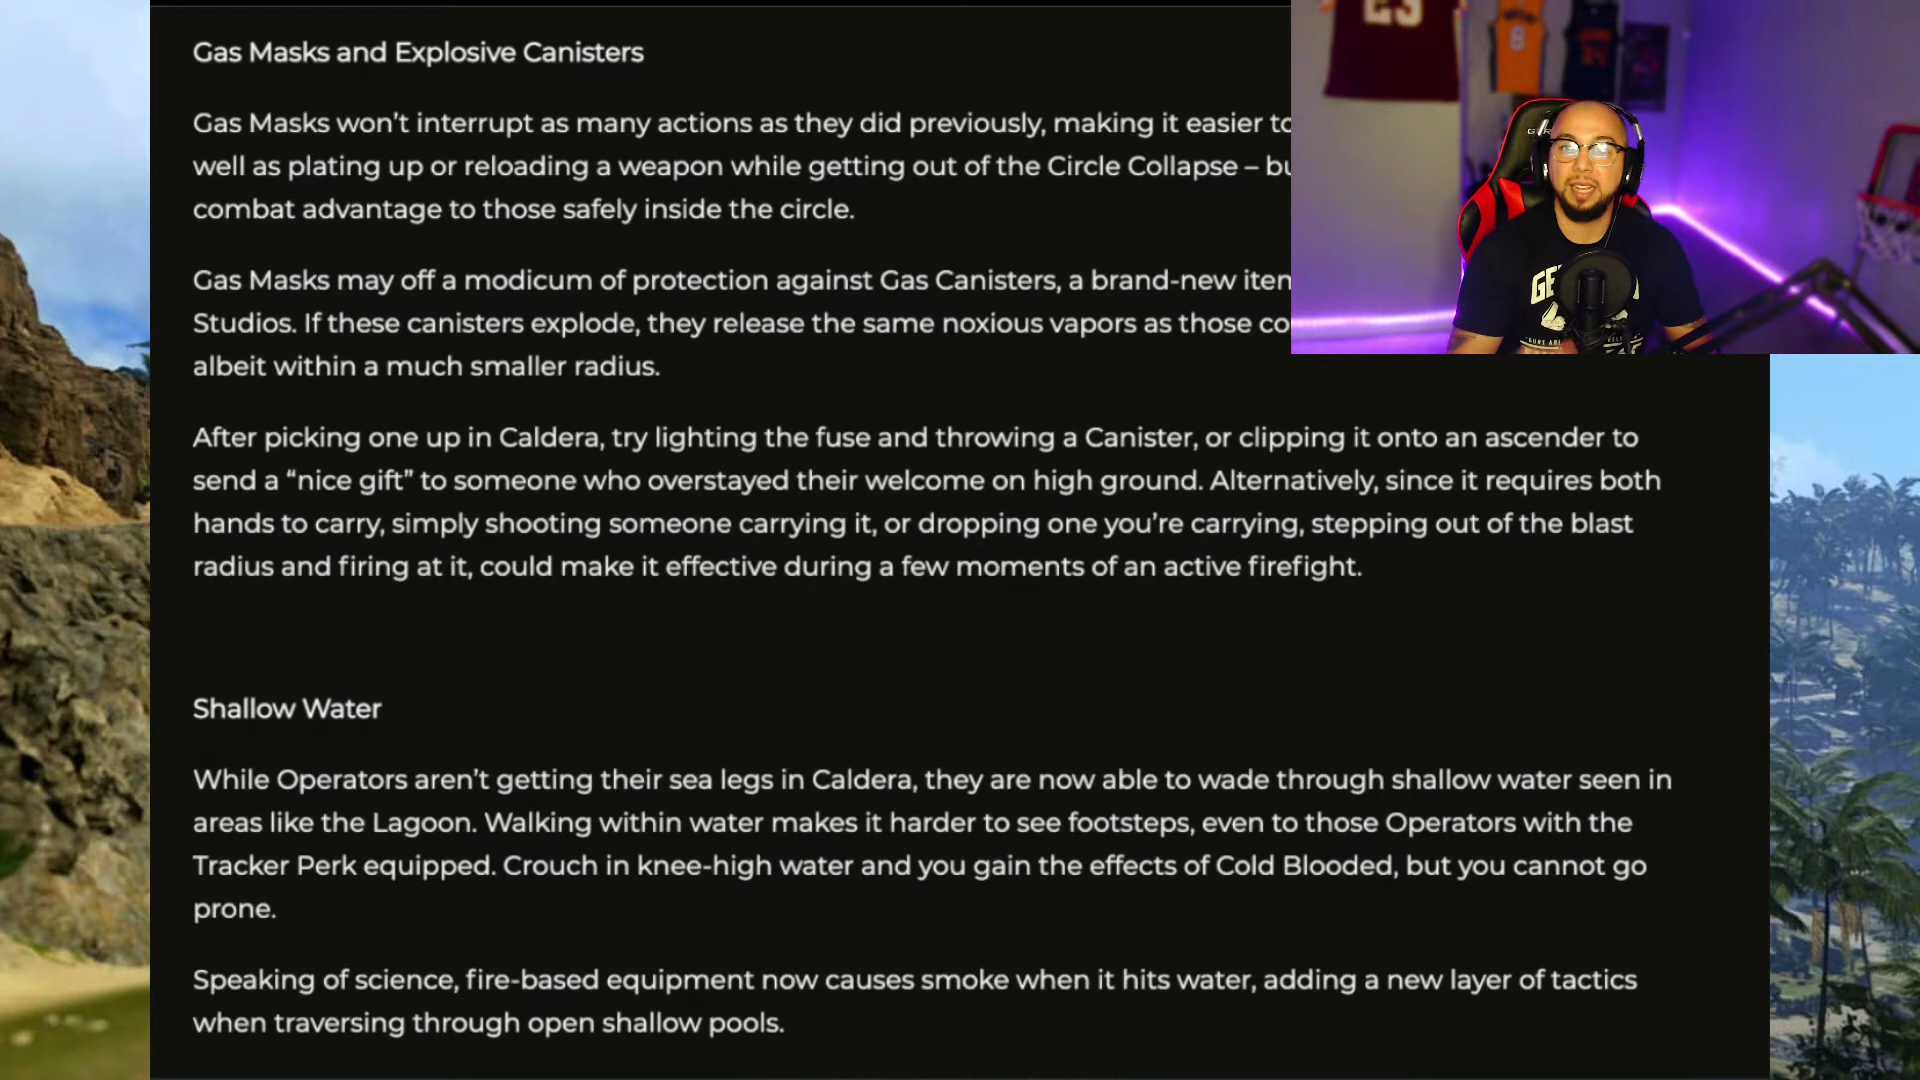 Gas Masks and Explosive Canisters
Gas Masks won’t interrupt as many actions as they did previously, making it easier to
well as plating up or reloading a weapon while getting out of the Circle Collapse –
combat advantage to those safely inside the circle.
Gas Masks may off a modicum of protection against Gas Canisters, a brand-new
Studios. If these canisters explode, they release the same noxious vapors as those
albeit within a much smaller radius.
After picking one up in Caldera, try lighting the fuse and throwing a Canister, or clipping it onto an ascender to
send a “nice gift” to someone who overstayed their welcome on high ground. Alternatively, since it requires both
hands to carry, simply shooting someone carrying it, or dropping one you’re carrying, stepping out of the blast
radius and firing at it, could make it effective during a few moments of an active firefight.
Shallow Water
While Operators aren’t getting their sea legs in Caldera, they are now able to wade through shallow water seen in
areas like the Lagoon. Walking within water makes it harder to see footsteps, even to those Operators with the
Tracker Perk equipped. Crouch in knee-high water and you gain the effects of Cold Blooded, but you cannot go
prone.
Speaking of science, fire-based equipment now causes smoke when it hits water, adding a new layer of tactics
when traversing through open shallow pools.
23
8